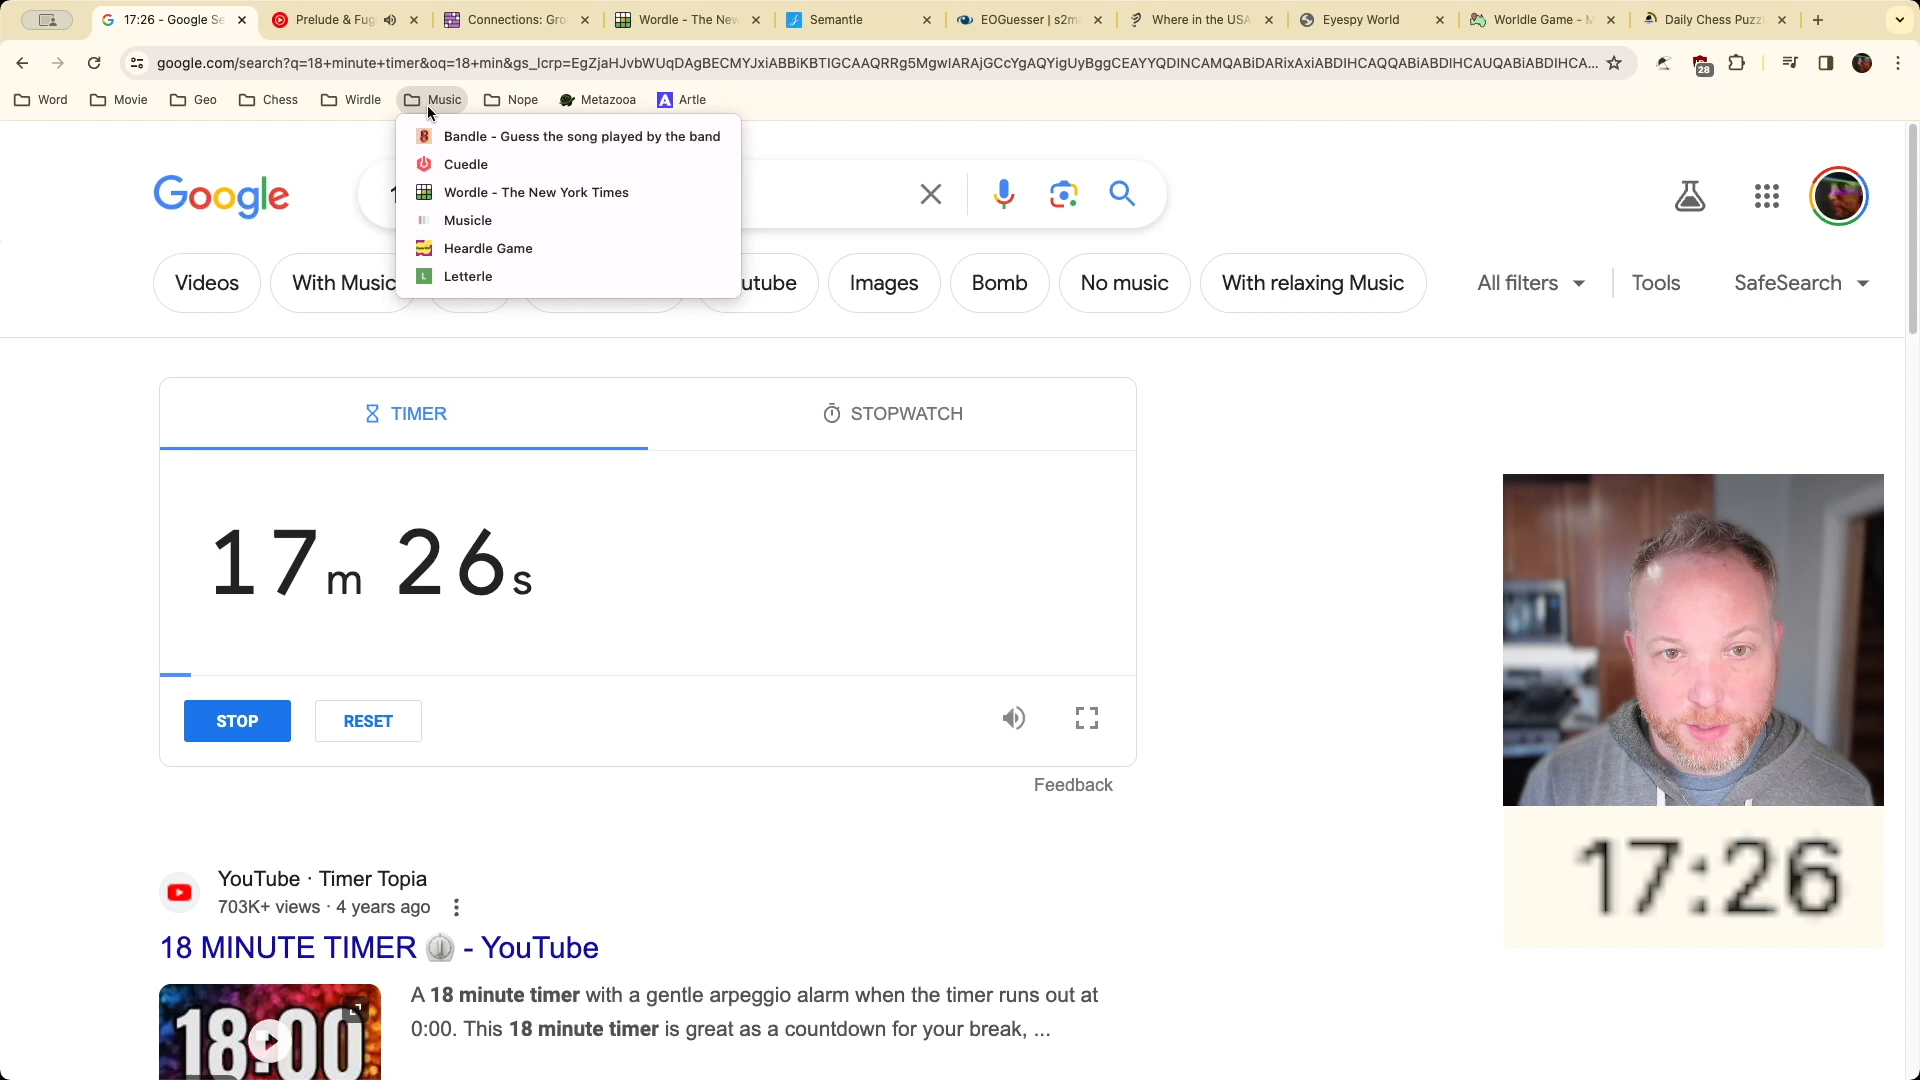 17:26 - Google Se
Prelude & Fug
Connections: Gro
Wordle - The New
Semantle
EOGuesser | s2m
Where in the USA
Eyespy World
Worldle Game - M
Daily Chess Puzz
google.com/search?q=18+minute+timer&oq=18+min&gs_lcrp=EgZjaHJvbWUqDAgBECMYJxiABBiKBTIGCAAQRRg5MgwIARAjGCcYgAQYigUyBggCEAYYQDINCAMQABiDARixAxiABDIHCAQQABiABDIHCAUQABiABDIHCA...
28
Word
Movie
Geo
Chess
Wirdle
Music
Nope
Metazooa
Artle
Bandle - Guess the song played by the band
Cuedle
Wordle - The New York Times
Musicle
Heardle Game
Letterle
Google
Videos
With Music
utube
Images
Bomb
No music
With relaxing Music
All filters
Tools
SafeSearch
TIMER
STOPWATCH
17m 26s
STOP
RESET
Feedback
17:26
YouTube · Timer Topia
703K+ views · 4 years ago
18 MINUTE TIMER - YouTube
18:00
A 18 minute timer with a gentle arpeggio alarm when the timer runs out at
0:00. This 18 minute timer is great as a countdown for your break, ...